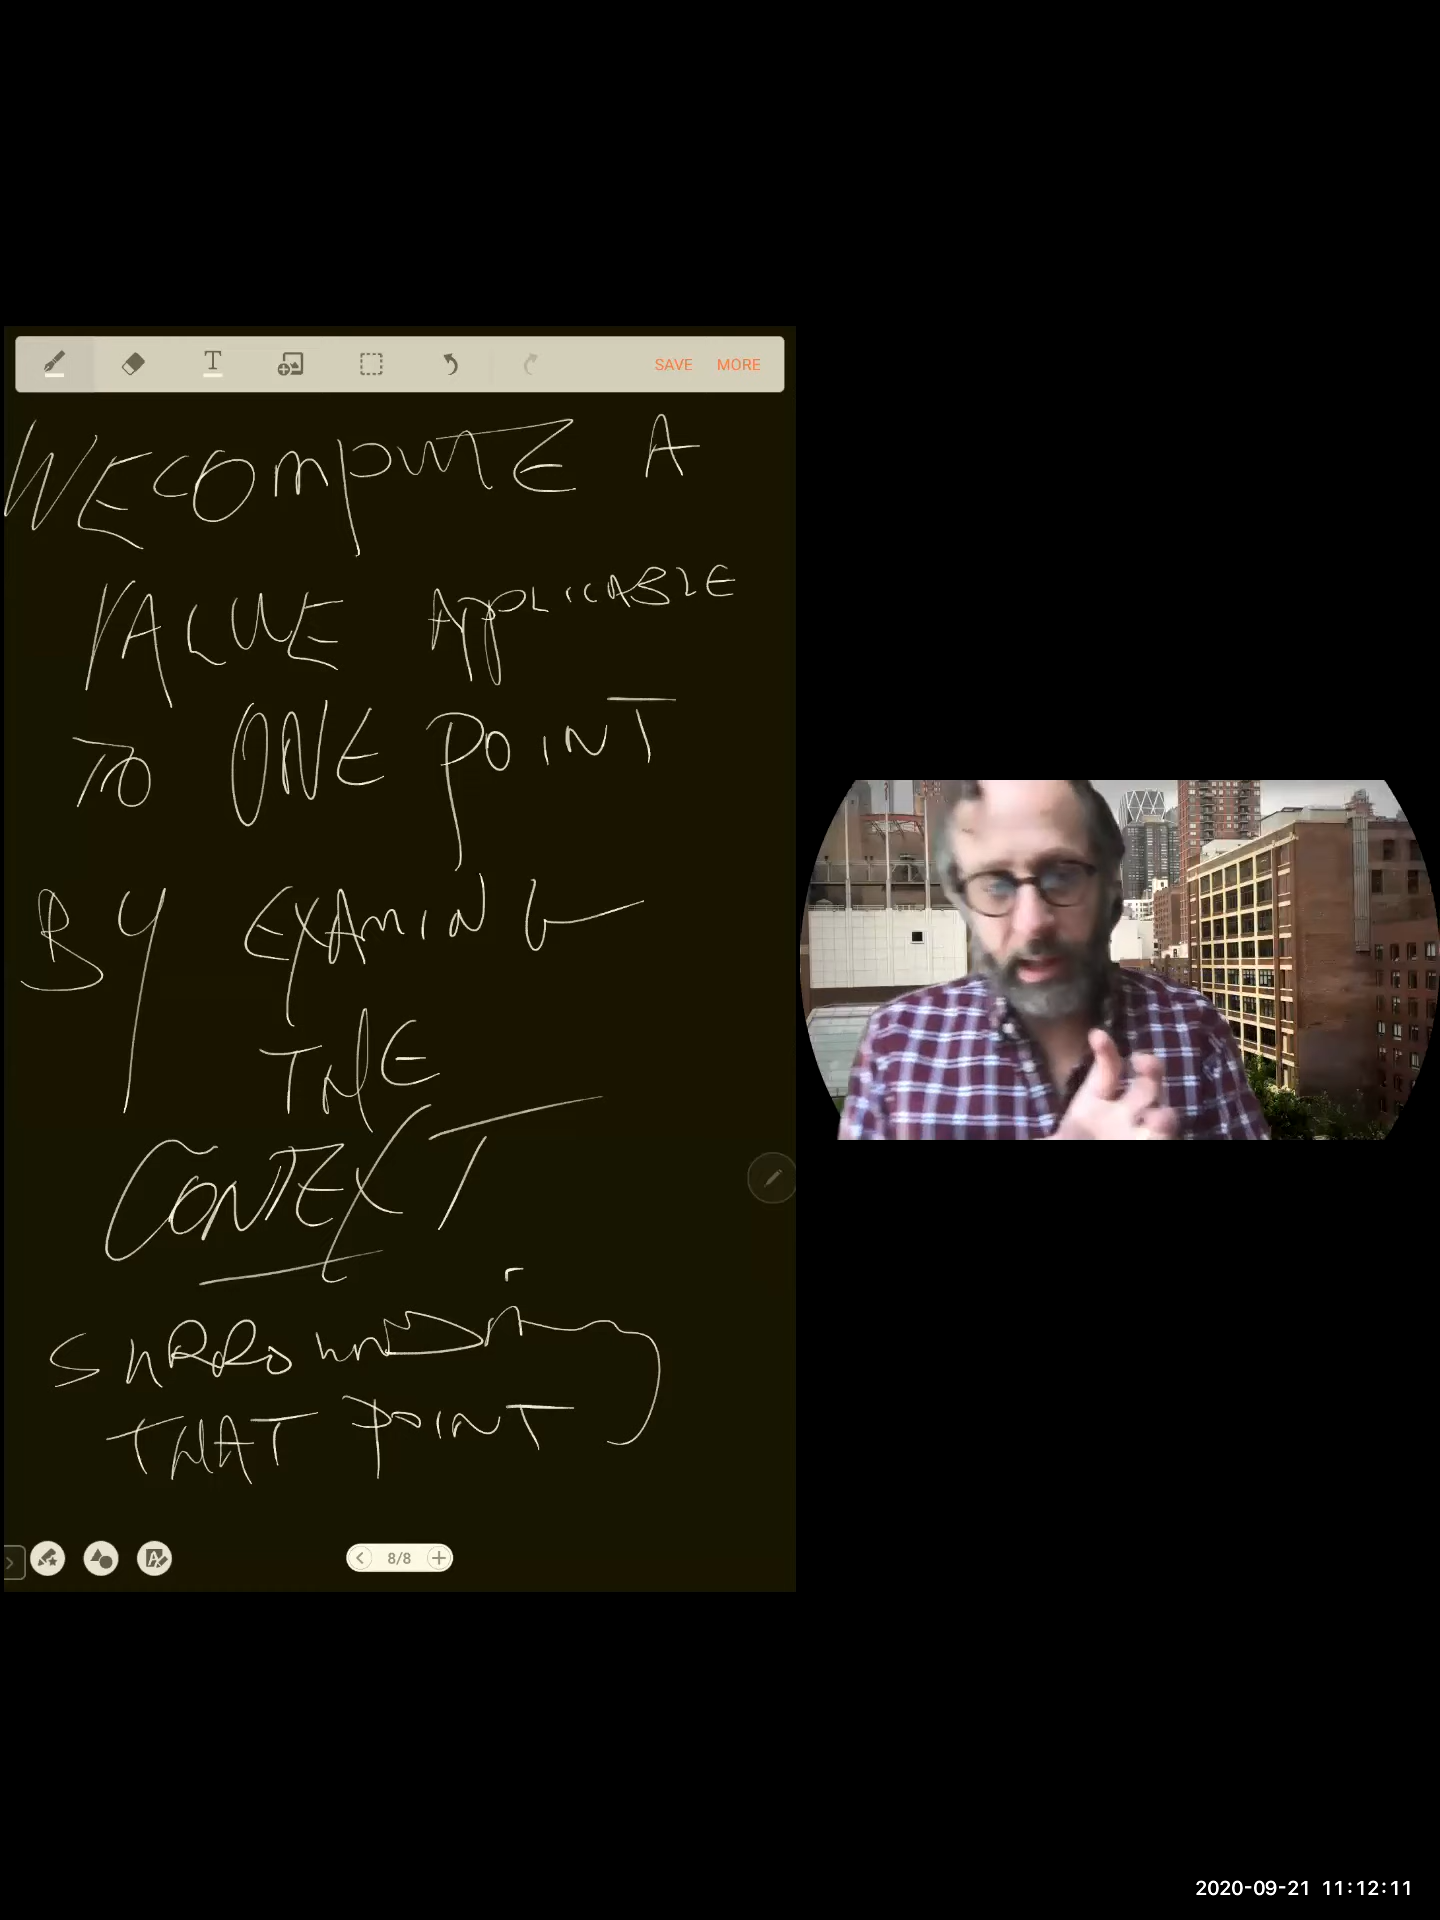 SAVE MORE
WE COMPUTE A
VALUE APPLICABLE
TO ONE POINT
BY EXAMING
THE
CONTEXT
SURROUNDING
THAT POINT
8/8
2020-09-21 11:12:11